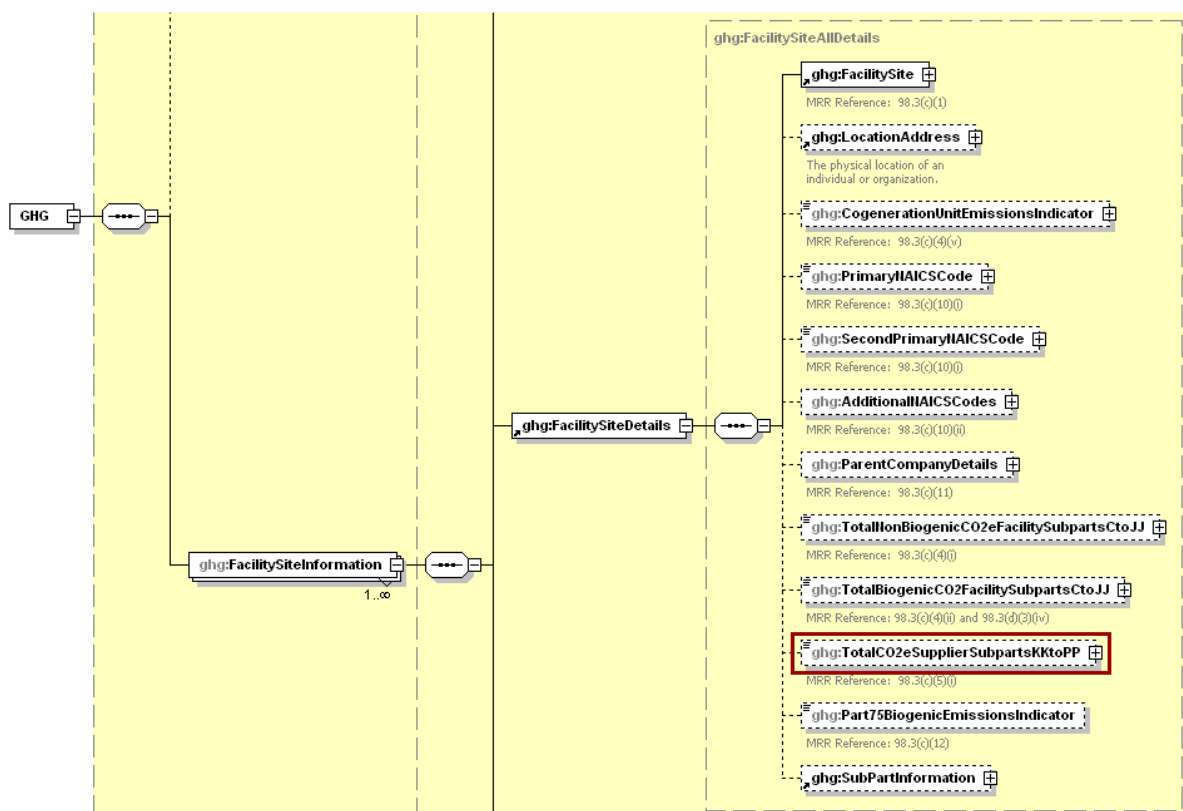 ghg:FacilitySiteAllDetails
ghg:FacilitySite
MRR Reference: 98.3(c)(1)
ghg:LocationAddress
The physical location of an
individual or organization.
GHG
ghg:CogenerationUnitEmissionsIndicator
MRR Reference: 98.3(c)(4)(v)
ghg:PrimaryNAICSCode
MRR Reference: 98.3(c)(10)(i)
ghg:SecondPrimaryNAICSCode
MRR Reference: 98.3(c)(10)(i)
ghg:AdditionalNAICSCodes
MRR Reference: 98.3(c)(10)(ii)
ghg:FacilitySiteDetails
ghg:ParentCompanyDetails
MRR Reference: 98.3(c)(11)
ghg:TotalNonBiogenicCO2eFacilitySubpartsCtoJJ
MRR Reference: 98.3(c)(4)(i)
ghg:FacilitySiteInformation
1..∞
ghg:TotalBiogenicCO2FacilitySubpartsCtoJJ
MRR Reference: 98.3(c)(4)(ii) and 98.3(d)(3)(iv)
ghg:TotalCO2eSupplierSubpartsKKtoPP
MRR Reference: 98.3(c)(5)(i)
ghg:Part75BiogenicEmissionsIndicator
MRR Reference: 98.3(c)(12)
ghg:SubPartInformation